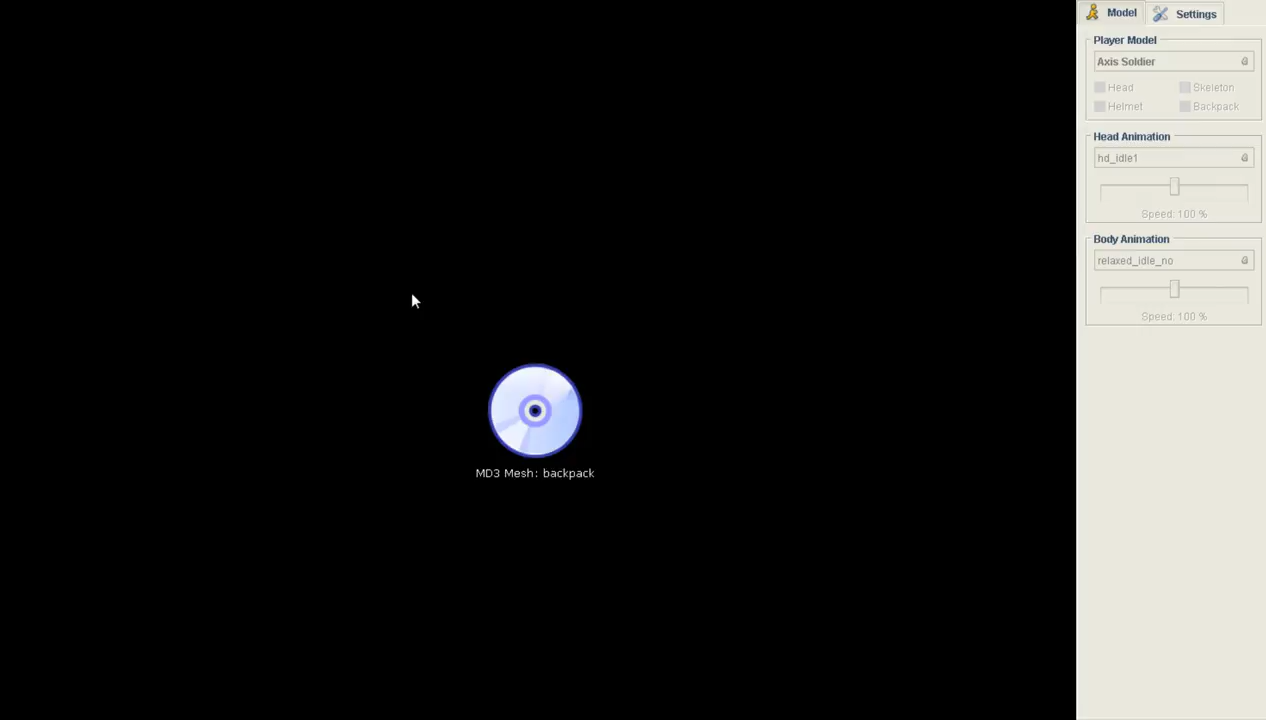 Model
Settings
Player Model
Axis Soldier
Head
Skeleton
Helmet
Backpack
Head Animation
hd_idle1
Speed: 100 %
Body Animation
relaxed_idle_no
Speed: 100 %
MD3 Mesh: backpack